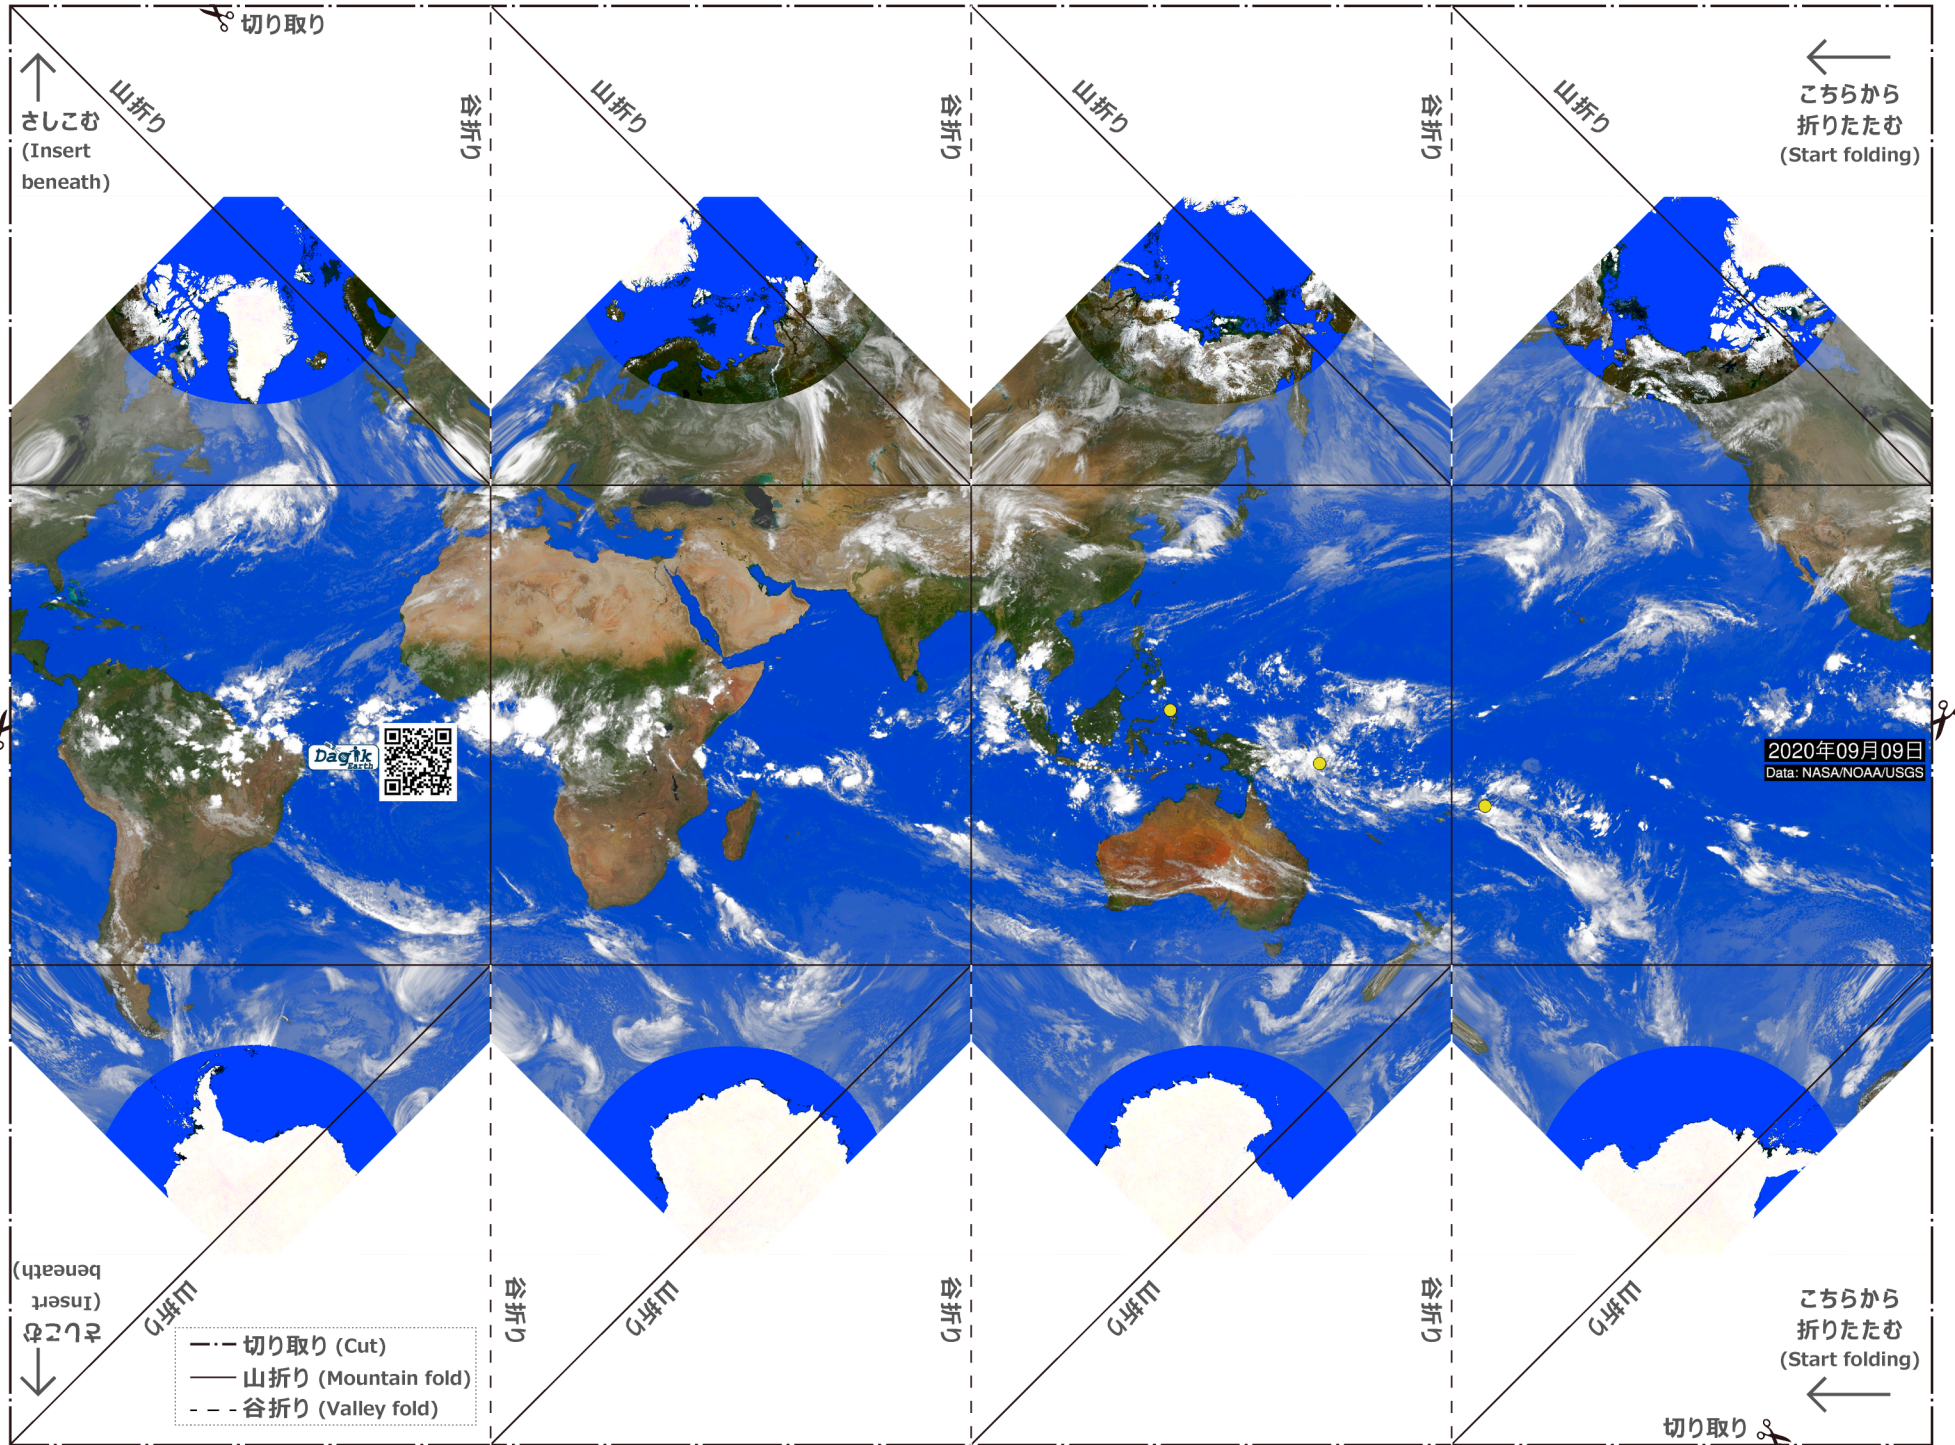 切り取り
山折り
山折り
山折り
山折り
谷折り
谷折り
谷折り
さしこむ
(Insert
beneath)
こちらから
折りたたむ
(Start folding)
Dagik
Earth
2020年09月09日
Data: NASA/NOAA/USGS
さしこむ
(Insert
beneath)
山折り
山折り
山折り
山折り
谷折り
谷折り
谷折り
こちらから
折りたたむ
(Start folding)
切り取り (Cut)
山折り (Mountain fold)
谷折り (Valley fold)
切り取り